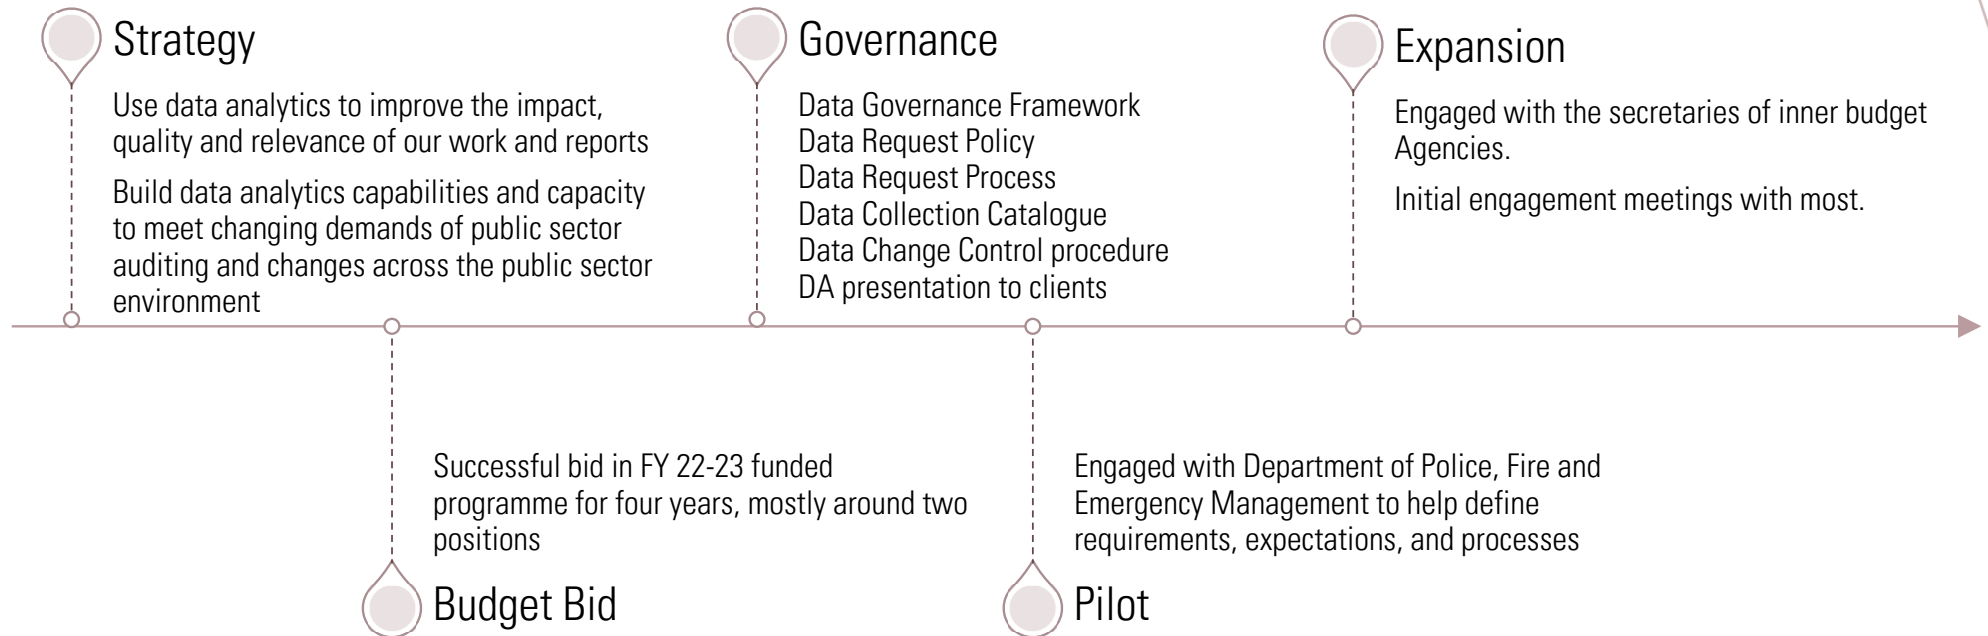 Strategy
Use data analytics to improve the impact,
quality and relevance of our work and reports
Build data analytics capabilities and capacity
to meet changing demands of public sector
auditing and changes across the public sector
environment
Successful bid in FY 22-23 funded
programme for four years, mostly around two
positions
Budget Bid
Governance
Data Governance Framework
Data Request Policy
Data Request Process
Data Collection Catalogue
Data Change Control procedure
DA presentation to clients
Engaged with Department of Police, Fire and
Emergency Management to help define
requirements, expectations, and processes
Pilot
Expansion
Engaged with the secretaries of inner budget
Agencies.
Initial engagement meetings with most.